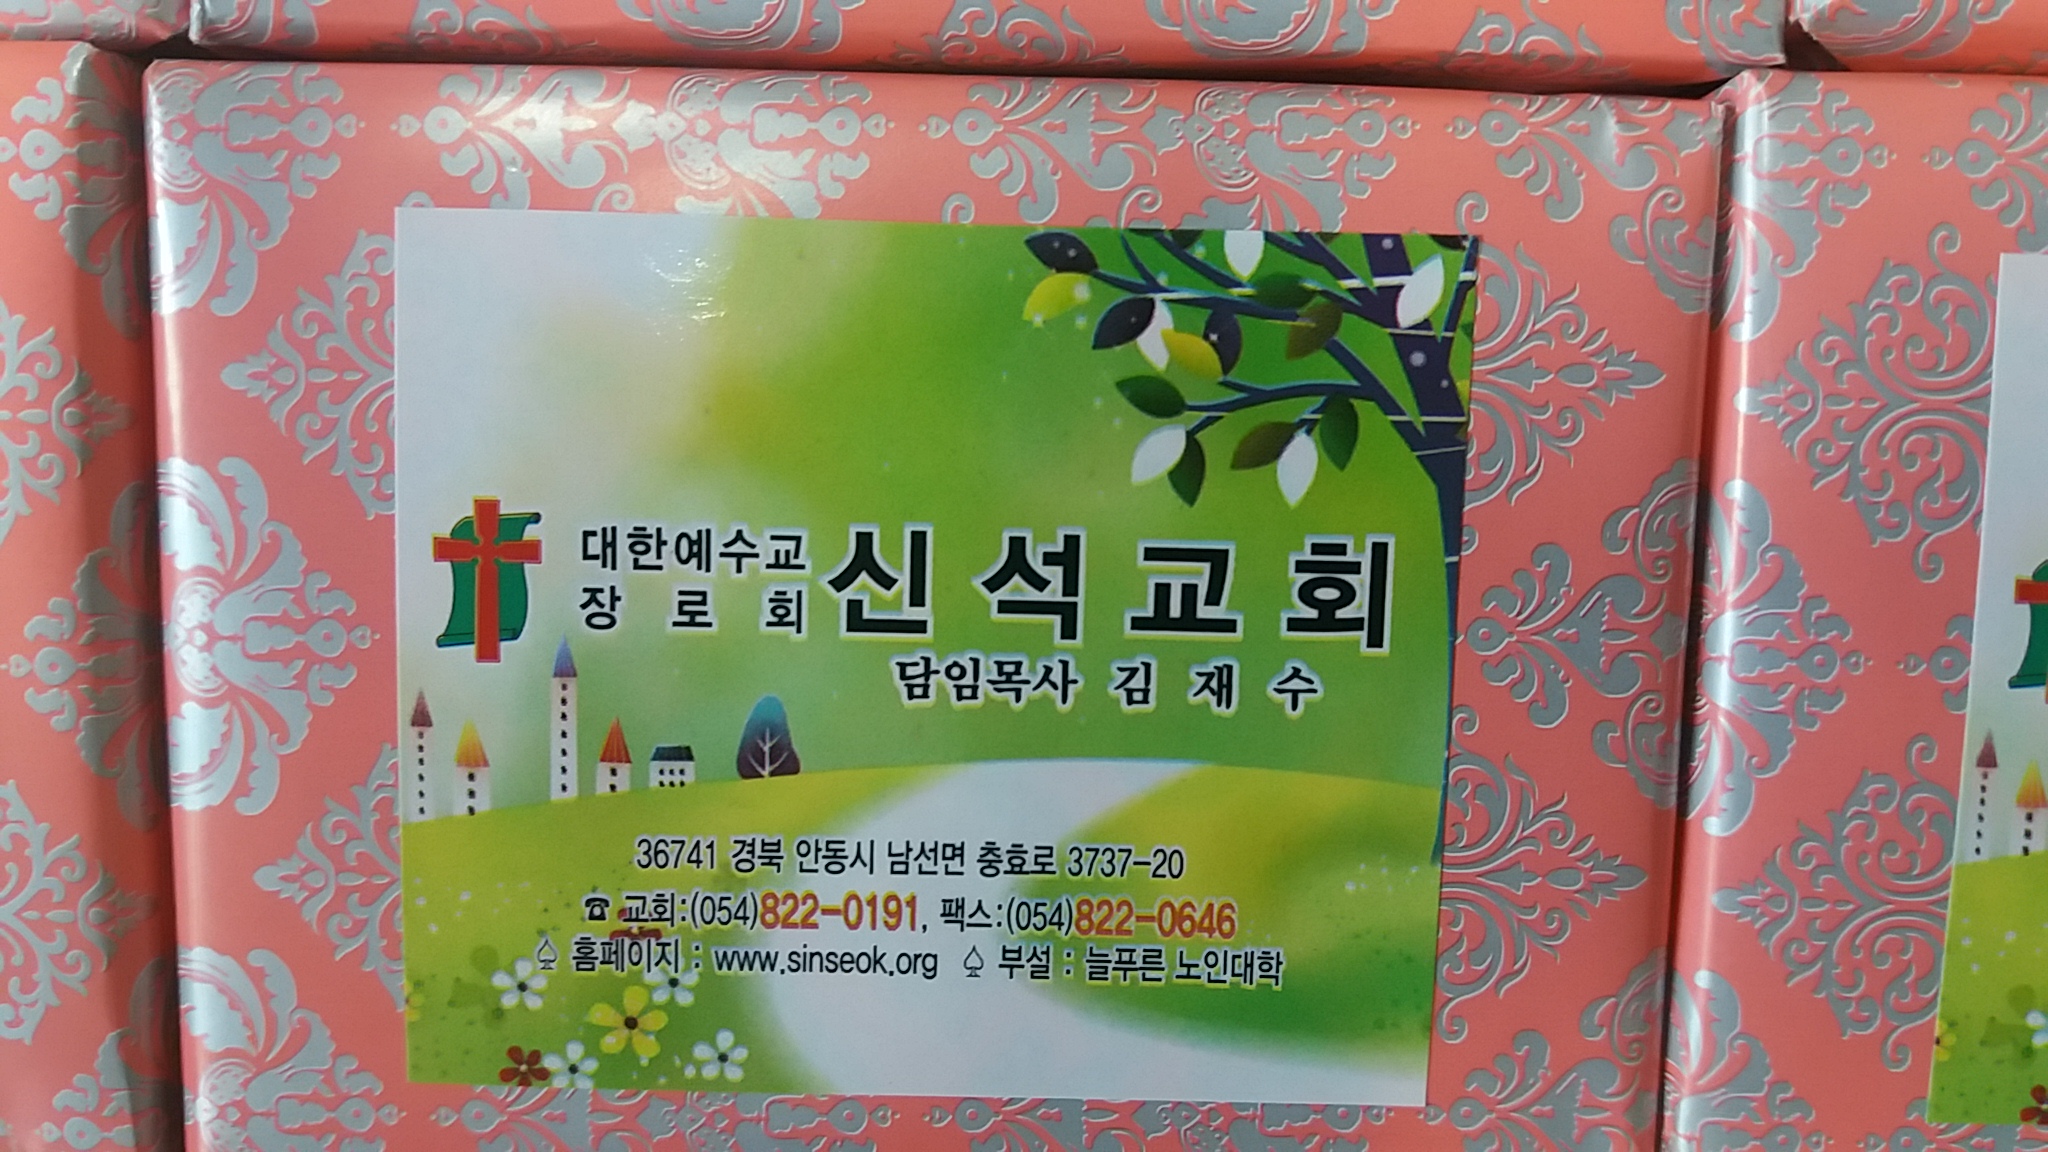 대한예수교
장로회
신석교회
담임목사 김재수
36741 경북 안동시 남선면 충효로 3737-20
☎ 교회:(054)822-0191, 팩스:(054)822-0646
♤ 홈페이지 : www.sinseok.org ♤ 부설 : 늘푸른 노인대학